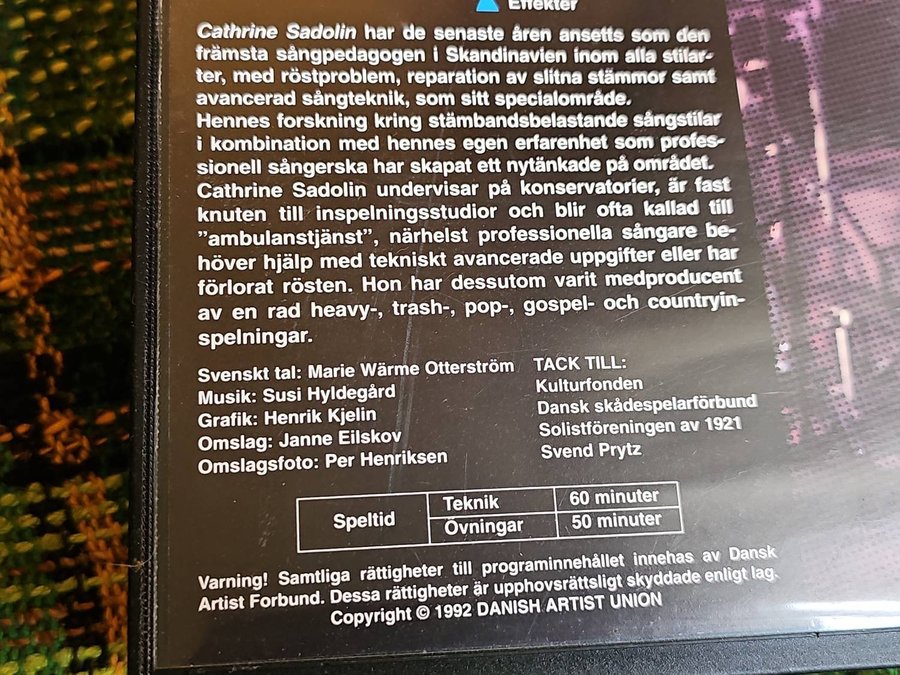 Effekter
Cathrine Sadolin har de senaste åren ansetts som den
främsta sångpedagogen i Skandinavien inom alla stilar-
ter, med röstproblem, reparation av slitna stämmor samt
avancerad sångteknik, som sitt specialområde.
Hennes forskning kring stämbandsbelastande sångstilar
i kombination med hennes egen erfarenhet som profes-
sionell sångerska har skapat ett nytänkade på området.
Cathrine Sadolin undervisar på konservatorier, är fast
knuten till inspelningsstudior och blir ofta kallad till
”ambulanstjänst”, närhelst professionella sångare be-
höver hjälp med tekniskt avancerade uppgifter eller har
förlorat rösten. Hon har dessutom varit medproducent
av en rad heavy-, trash-, pop-, gospel- och countryin-
spelningar.
Svenskt tal: Marie Wärme Otterström
Musik: Susi Hyldegård
Grafik: Henrik Kjelin
Omslag: Janne Eilskov
Omslagsfoto: Per Henriksen
TACK TILL:
Kulturfonden
Dansk skådespelarförbund
Solistföreningen av 1921
Svend Prytz
Speltid
Teknik 60 minuter
Övningar 50 minuter
Varning! Samtliga rättigheter till programinnehållet innehas av Dansk
Artist Forbund. Dessa rättigheter är upphovsrättsligt skyddade enligt lag.
Copyright © 1992 DANISH ARTIST UNION